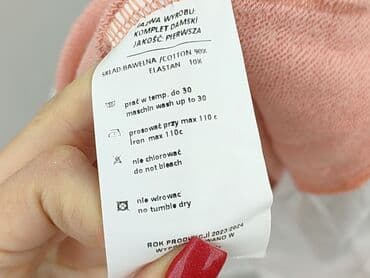 NAZWA WYROBU:
KOMPLET DAMSKI
JAKOŚĆ: PIERWSZA
SKŁAD: BAWEŁNA /COTTON 90%
ELASTAN 10%
prać w temp. do 30
maschin wash up to 30
prosować przy max 110 c
iron max 110c
nie chlorować
do not bleach
nie wirować
no tumble dry
ROK PRODUKCJI 2023/2024
W